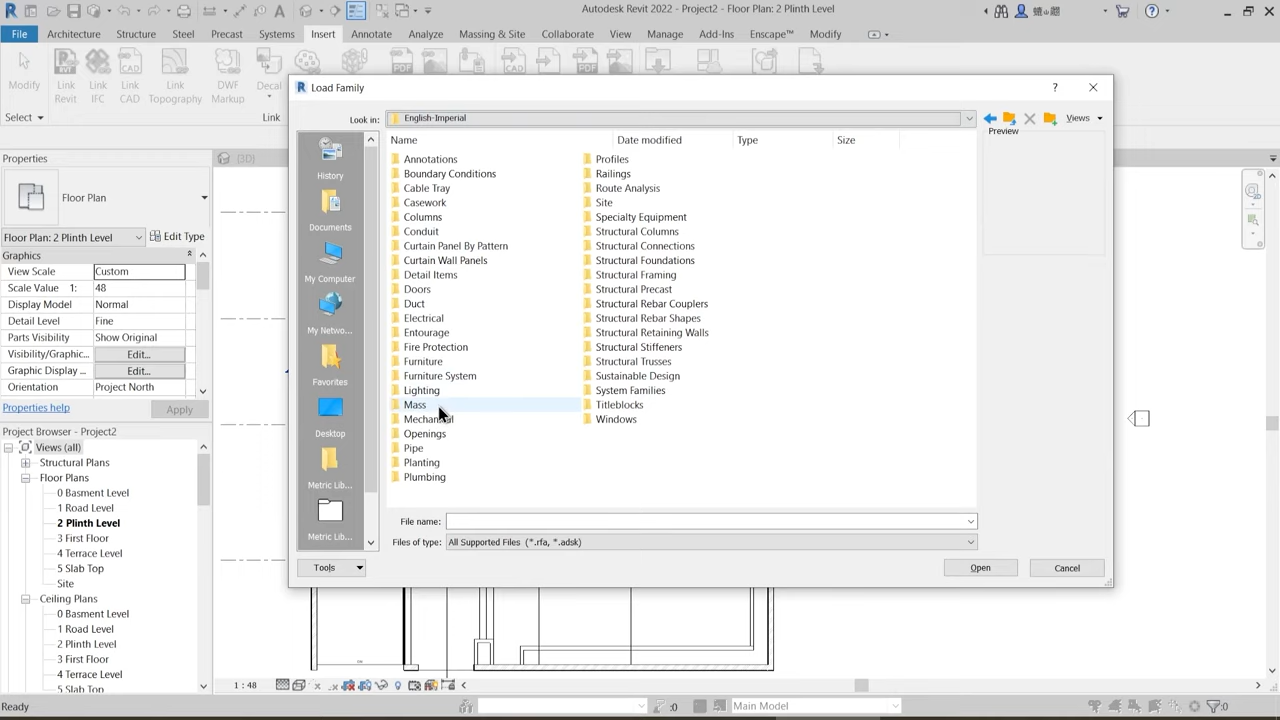 Autodesk Revit 2022 - Project2 - Floor Plan: 2 Plinth Level
File Architecture Structure Steel Precast Systems Insert Annotate Analyze Massing & Site Collaborate View Manage Add-Ins Enscape™ Modify
Modify
Link Revit
Link IFC
Link CAD
Link Topography
DWF Markup
Decal
Select
Link
Load Family
Look in: English-Imperial
Views
Name Date modified Type Size
Preview
History
Documents
My Computer
My Netwo...
Favorites
Desktop
Metric Lib...
Metric Lib...
Annotations
Boundary Conditions
Cable Tray
Casework
Columns
Conduit
Curtain Panel By Pattern
Curtain Wall Panels
Detail Items
Doors
Duct
Electrical
Entourage
Fire Protection
Furniture
Furniture System
Lighting
Mass
Mechanical
Openings
Pipe
Planting
Plumbing
Profiles
Railings
Route Analysis
Site
Specialty Equipment
Structural Columns
Structural Connections
Structural Foundations
Structural Framing
Structural Precast
Structural Rebar Couplers
Structural Rebar Shapes
Structural Retaining Walls
Structural Stiffeners
Structural Trusses
Sustainable Design
System Families
Titleblocks
Windows
File name:
Files of type: All Supported Files (*.rfa, *.adsk)
Tools
Open
Cancel
Properties
Floor Plan
Floor Plan: 2 Plinth Level Edit Type
Graphics
View Scale Custom
Scale Value 1: 48
Display Model Normal
Detail Level Fine
Parts Visibility Show Original
Visibility/Graphic... Edit...
Graphic Display ... Edit...
Orientation Project North
Properties help Apply
Project Browser - Project2
Views (all)
Structural Plans
Floor Plans
0 Basment Level
1 Road Level
2 Plinth Level
3 First Floor
4 Terrace Level
5 Slab Top
Site
Ceiling Plans
0 Basment Level
1 Road Level
2 Plinth Level
3 First Floor
4 Terrace Level
5 Slab Top
{3D}
1 : 48
Ready
:0
Main Model
:0